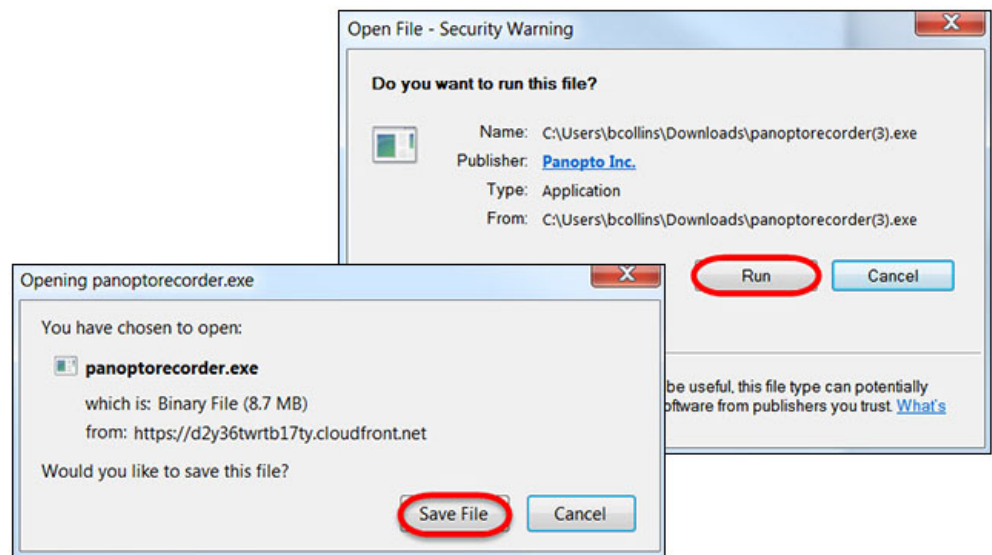 Open File - Security Warning
Do you want to run this file?
Name: C:\Users\bcollins\Downloads\panoptorecorder(3).exe
Publisher: Panopto Inc.
Type: Application
From: C:\Users\bcollins\Downloads\panoptorecorder(3).exe
Run Cancel
be useful, this file type can potentially
software from publishers you trust. What's
Opening panoptorecorder.exe
You have chosen to open:
panoptorecorder.exe
which is: Binary File (8.7 MB)
from: https://d2y36twrtb17ty.cloudfront.net
Would you like to save this file?
Save File Cancel